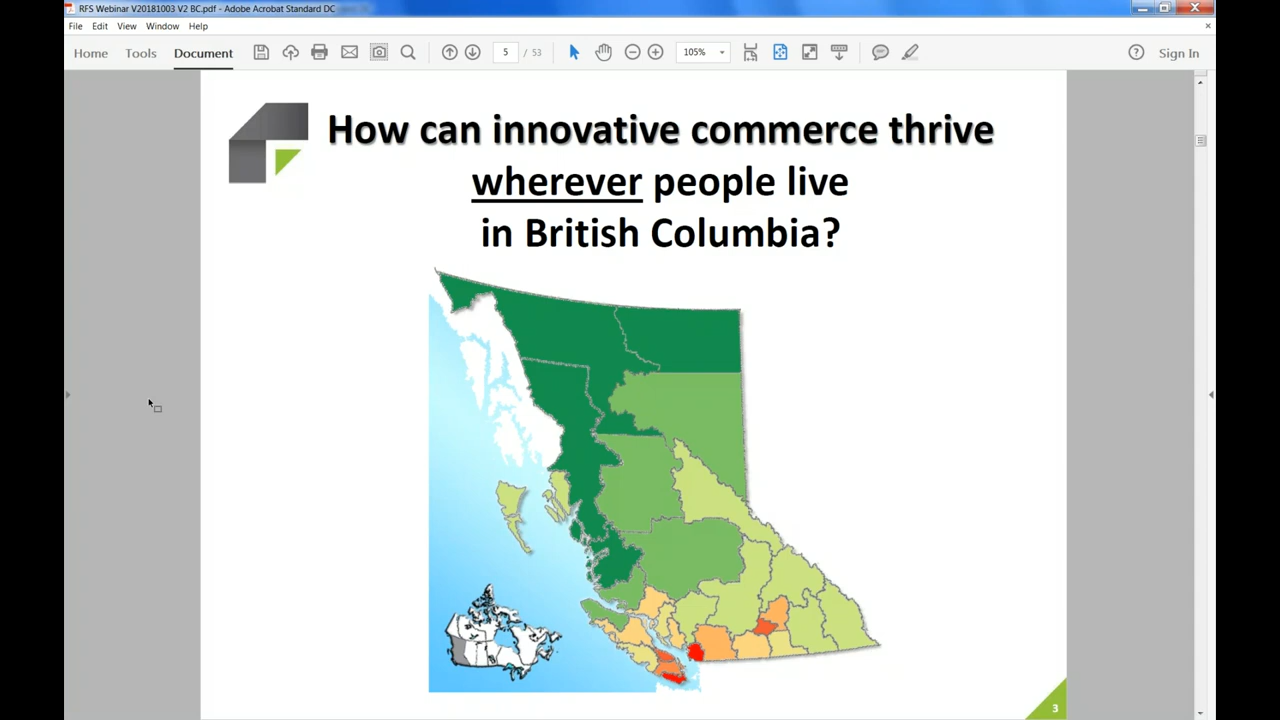 RFS Webinar V20181003 V2 BC.pdf - Adobe Acrobat Standard DC
File Edit View Window Help
Home Tools Document 5 / 53 105% Sign In
How can innovative commerce thrive
wherever people live
in British Columbia?
3